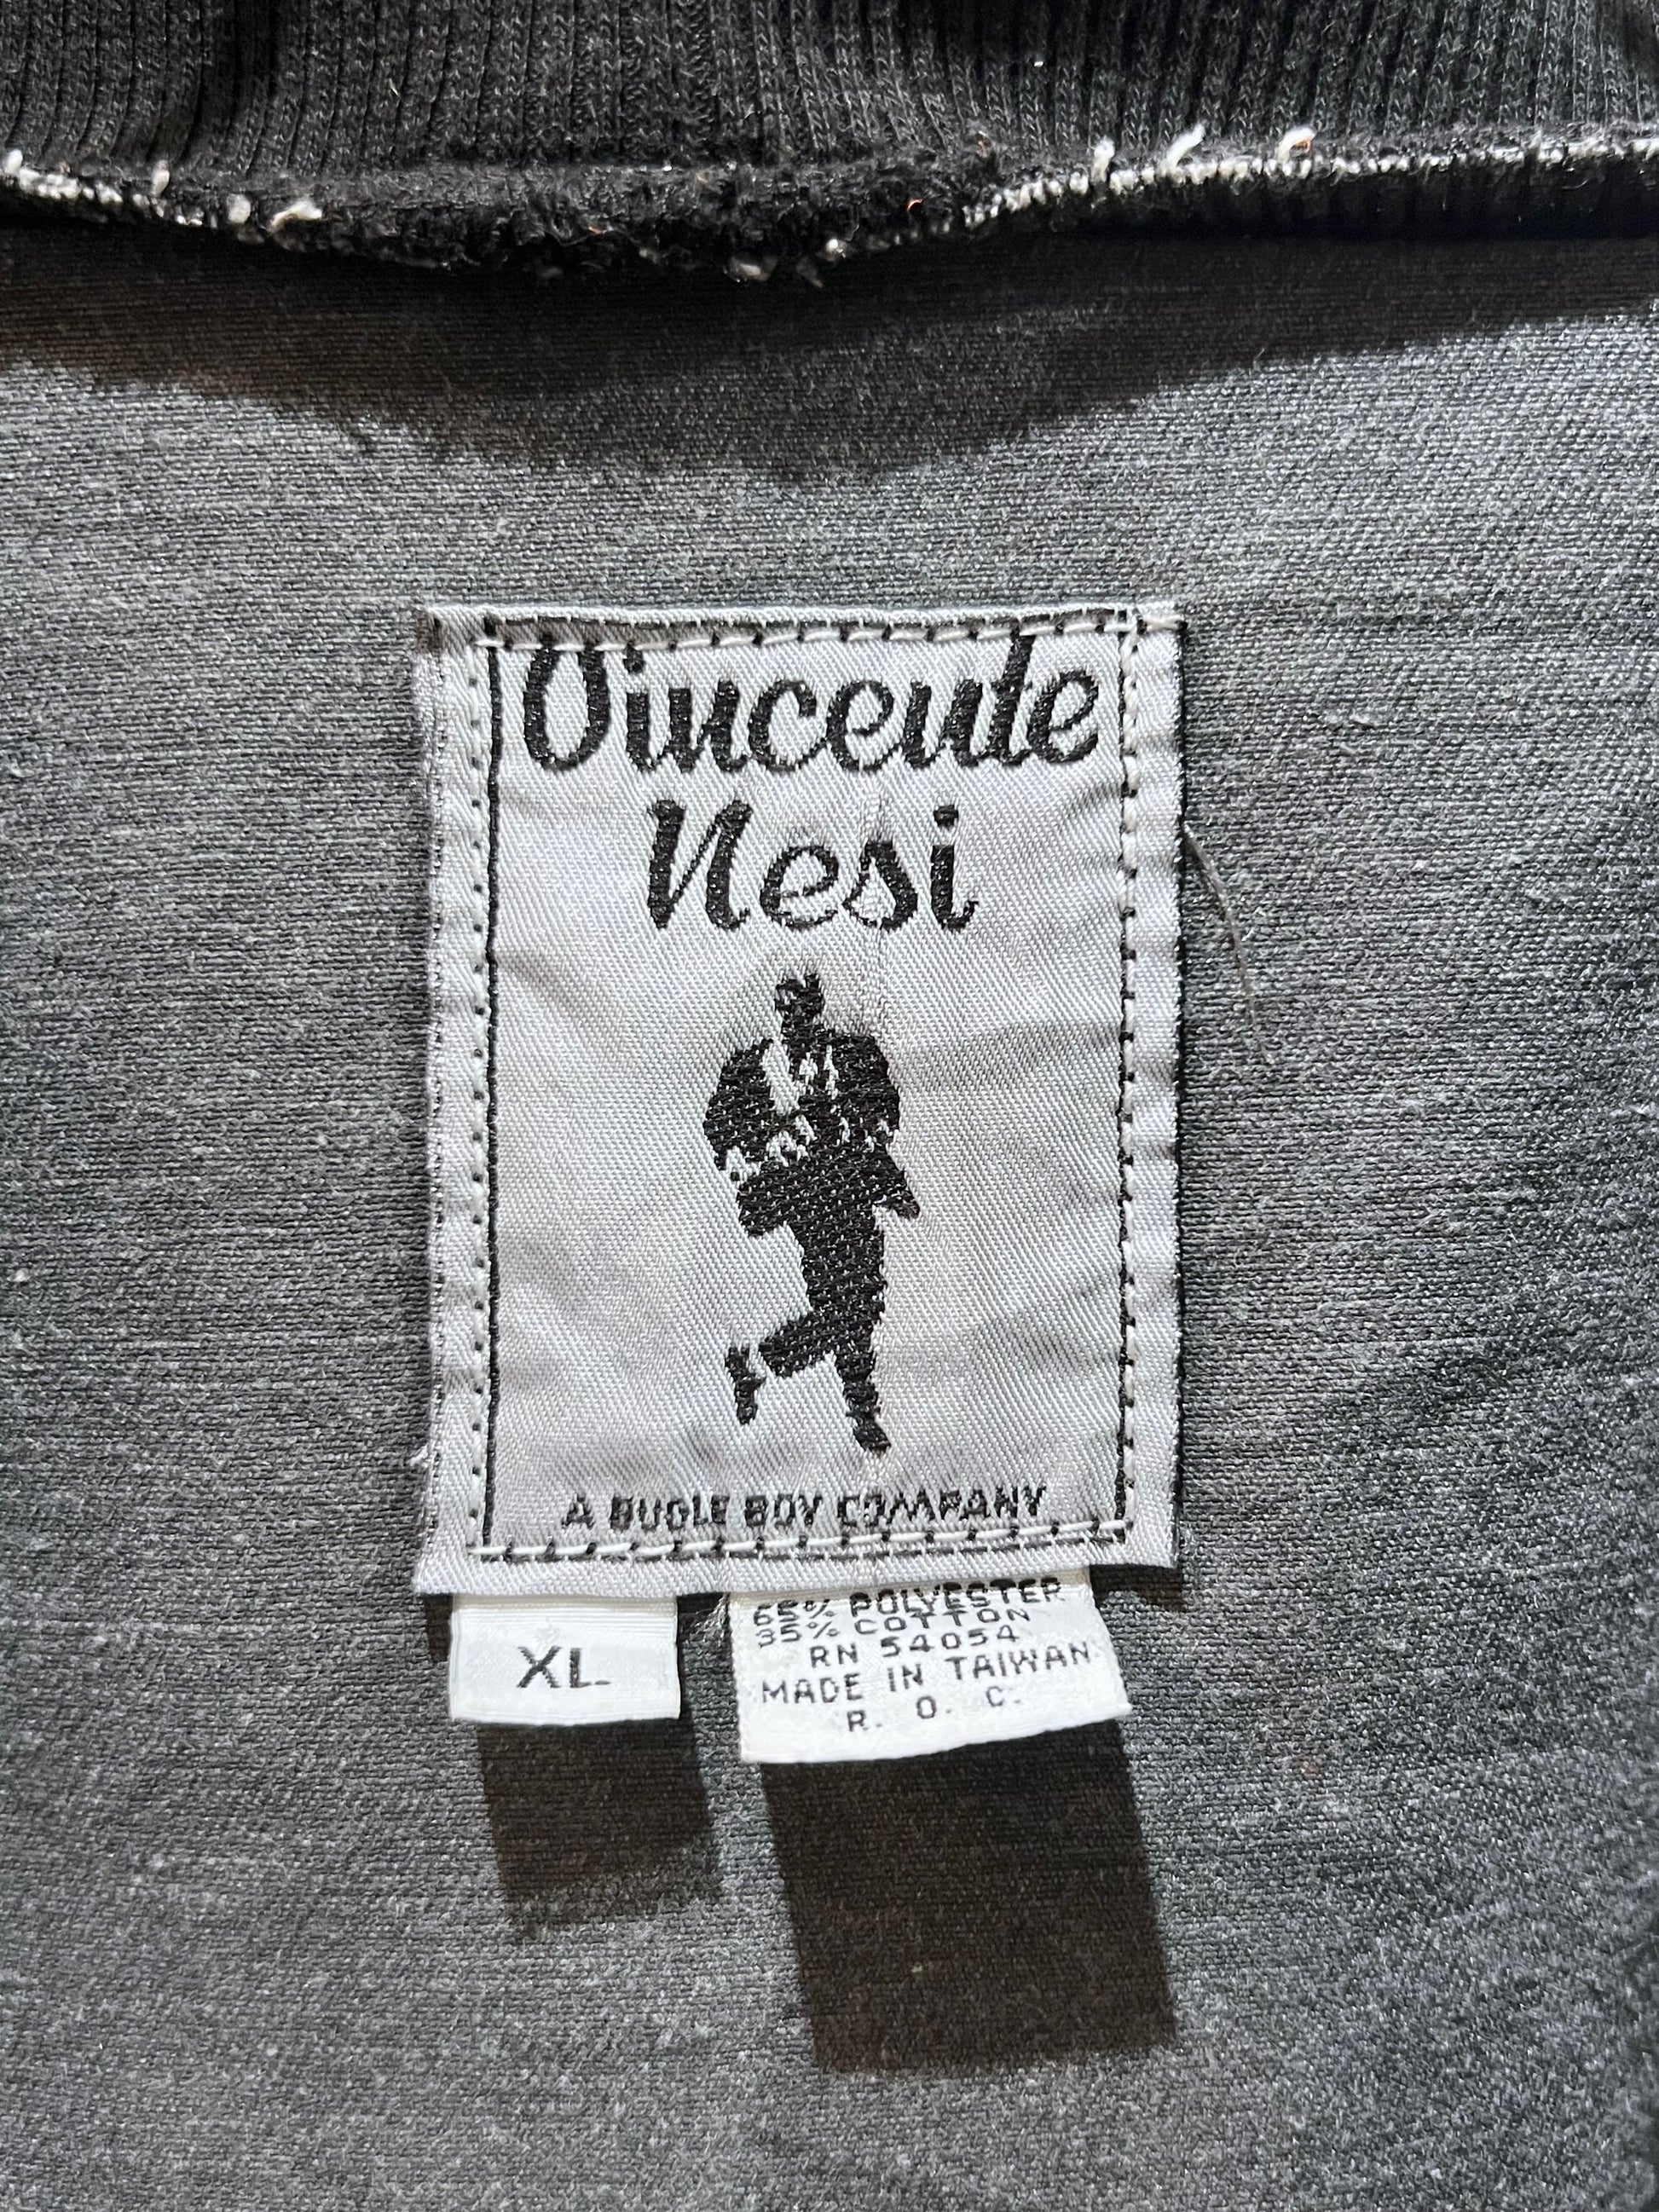 Vincente
Nesi
A BUGLE BOY COMPANY
XL
65% POLYESTER
35% COTTON
RN 54054
MADE IN TAIWAN
R. O. C.